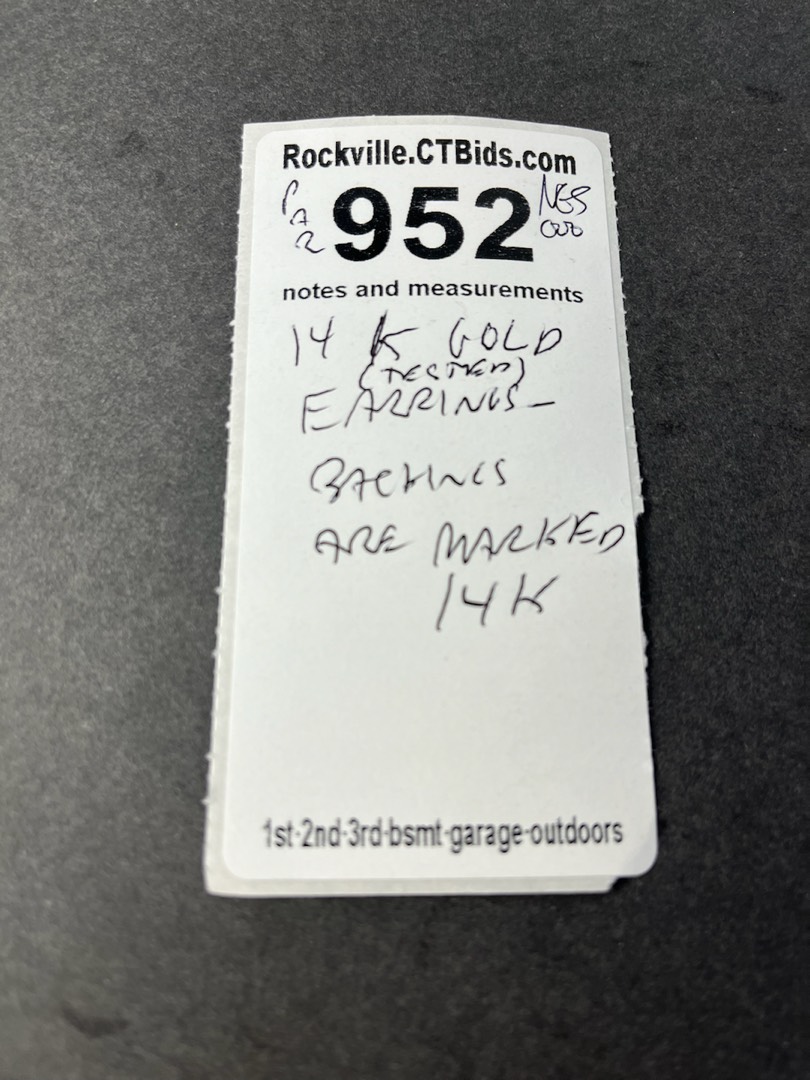 Rockville.CTBids.com
952
notes and measurements
14 K GOLD
(TESTED)
EARRINGS-
BACKINGS
ARE MARKED
14K
1st-2nd-3rd-bsmt-garage-outdoors